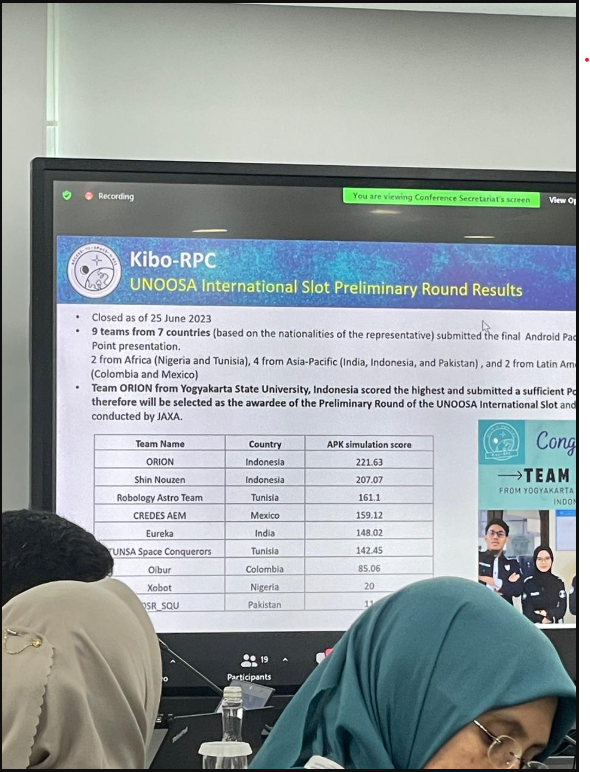 Recording
You are viewing Conference Secretariat's screen
View Op
Kibo-RPC
UNOOSA International Slot Preliminary Round Results
• Closed as of 25 June 2023
• 9 teams from 7 countries (based on the nationalities of the representative) submitted the final Android Pac
Point presentation.
2 from Africa (Nigeria and Tunisia), 4 from Asia-Pacific (India, Indonesia, and Pakistan) , and 2 from Latin Am
(Colombia and Mexico)
• Team ORION from Yogyakarta State University, Indonesia scored the highest and submitted a sufficient Po
therefore will be selected as the awardee of the Preliminary Round of the UNOOSA International Slot and
conducted by JAXA.
Team Name Country APK simulation score
ORION Indonesia 221.63
Shin Nouzen Indonesia 207.07
Robology Astro Team Tunisia 161.1
CREDES AEM Mexico 159.12
Eureka India 148.02
UNSA Space Conquerors Tunisia 142.45
Oibur Colombia 85.06
Xobot Nigeria 20
SR_SQU Pakistan 11
Cong
→TEAM
FROM YOGYAKARTA
INDON
19
Participants